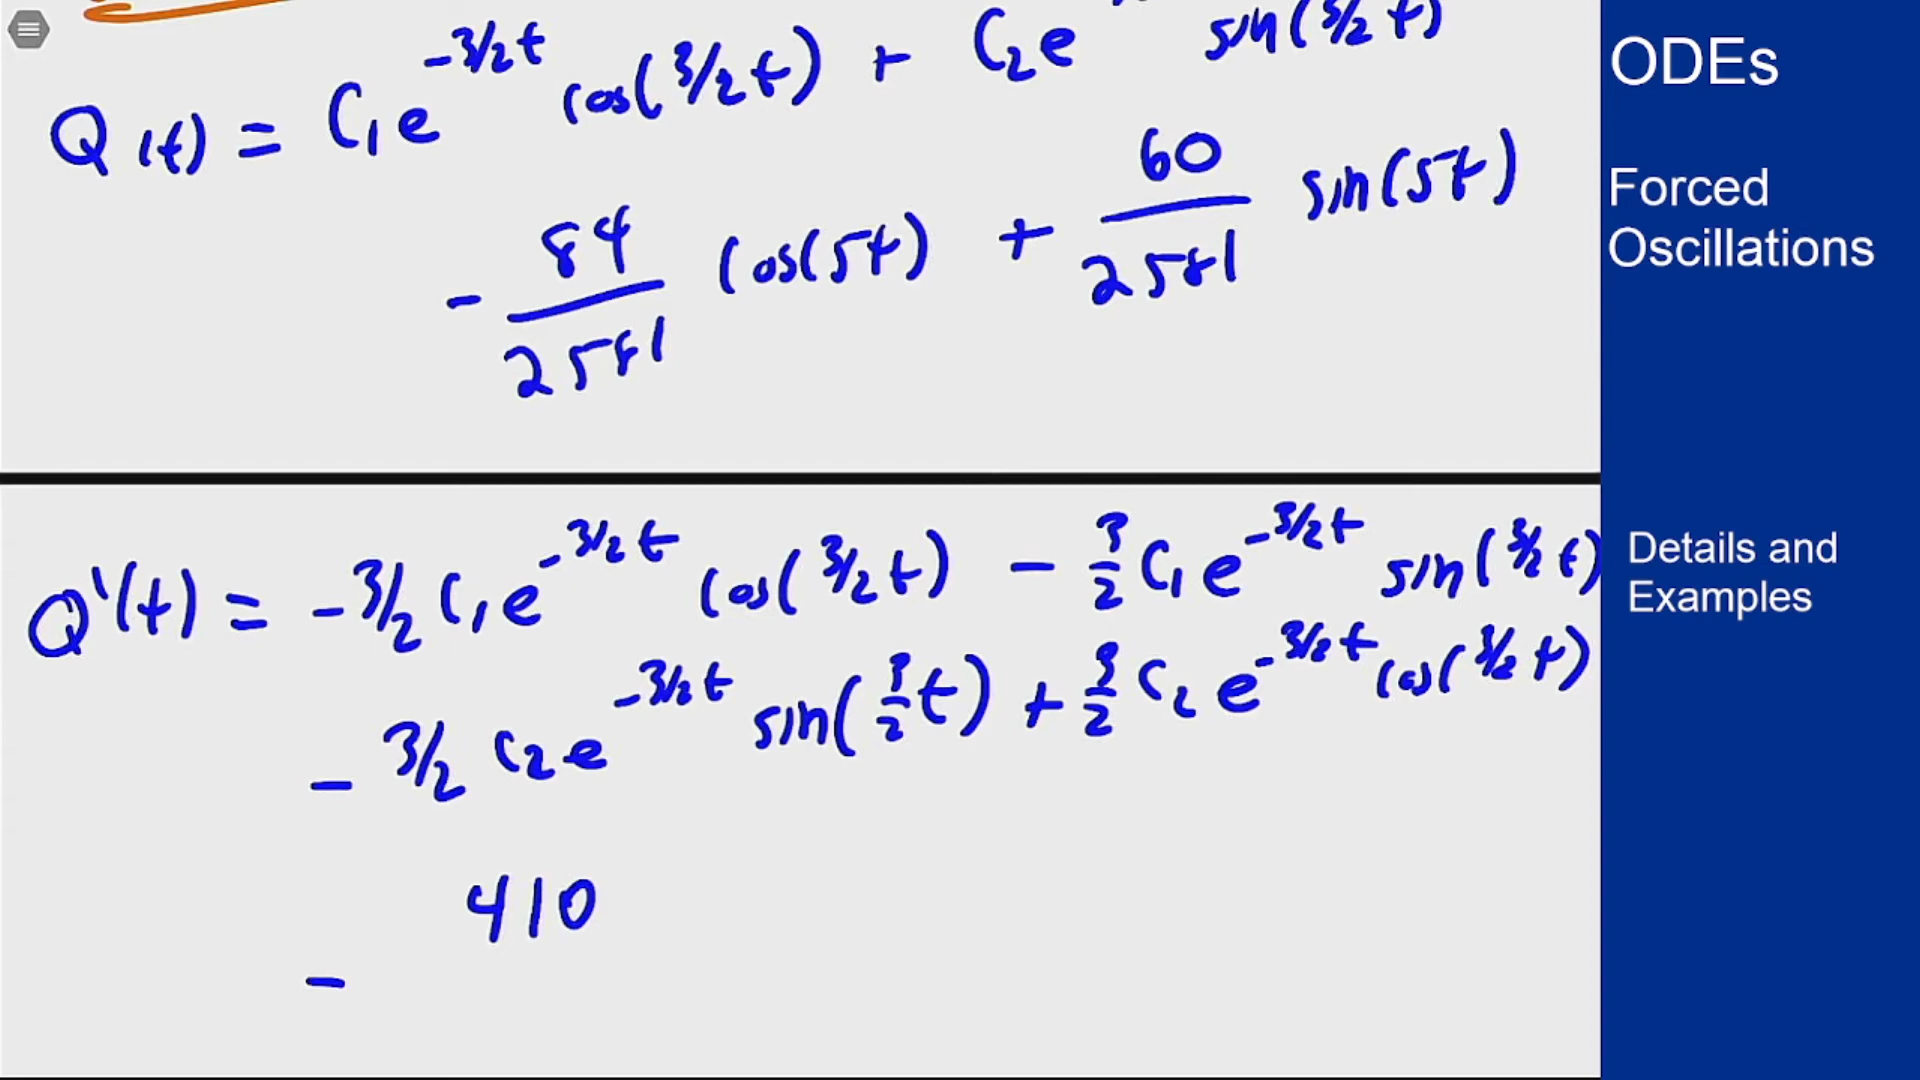 Q(t) = C₁e^(-3/2t) cos(3/2t) + C₂e sin(3/2t)
- 84/2581 cos(5t) + 60/2581 sin(5t)
Q'(t) = -3/2 C₁e^(-3/2t) cos(3/2t) - 3/2 C₁e^(-3/2t) sin(3/2t)
- 3/2 C₂e^(-3/2t) sin(3/2t) + 3/2 C₂e^(-3/2t) cos(3/2t)
- 410
ODEs
Forced
Oscillations
Details and
Examples